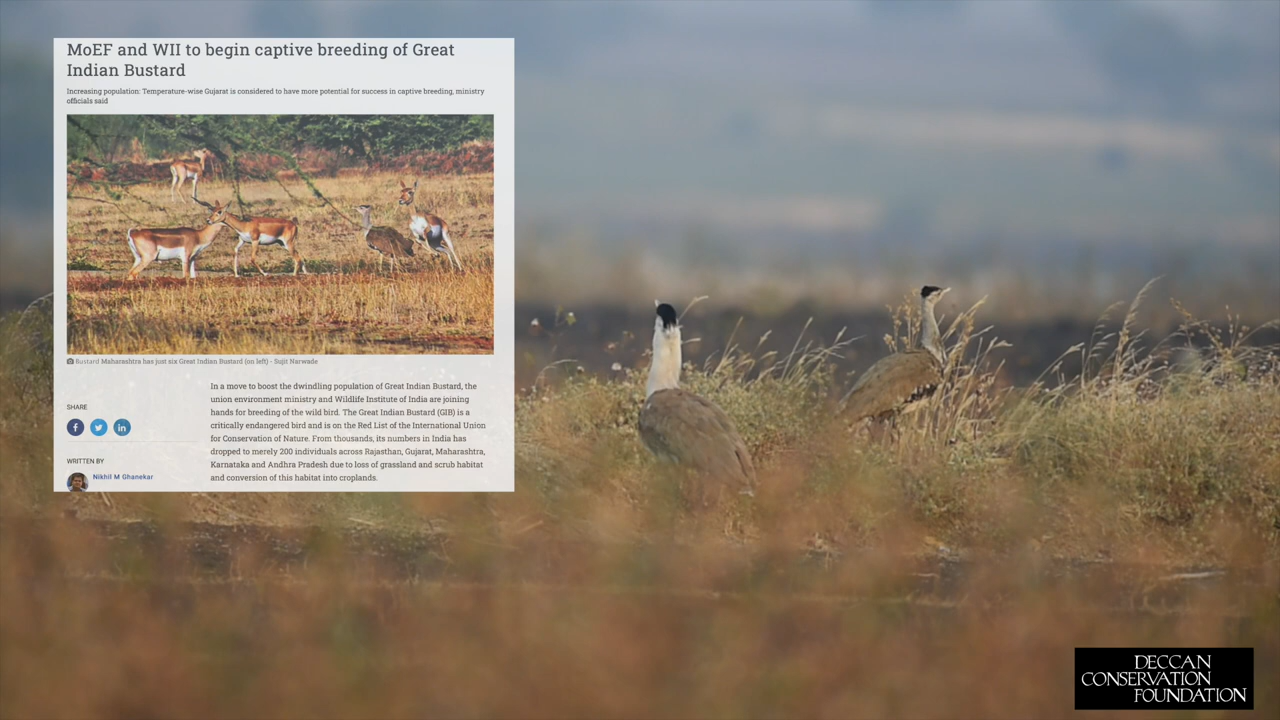 MoEF and WII to begin captive breeding of Great
Indian Bustard
Increasing population: Temperature-wise Gujarat is considered to have more potential for success in captive breeding, ministry
officials said
Bustard Maharashtra has just six Great Indian Bustard (on left) - Sujit Narwade
In a move to boost the dwindling population of Great Indian Bustard, the
union environment ministry and Wildlife Institute of India are joining
hands for breeding of the wild bird. The Great Indian Bustard (GIB) is a
critically endangered bird and is on the Red List of the International Union
for Conservation of Nature. From thousands, its numbers in India has
dropped to merely 200 individuals across Rajasthan, Gujarat, Maharashtra,
Karnataka and Andhra Pradesh due to loss of grassland and scrub habitat
and conversion of this habitat into croplands.
SHARE
f
in
WRITTEN BY
Nikhil M Ghanekar
DECCAN
CONSERVATION
FOUNDATION